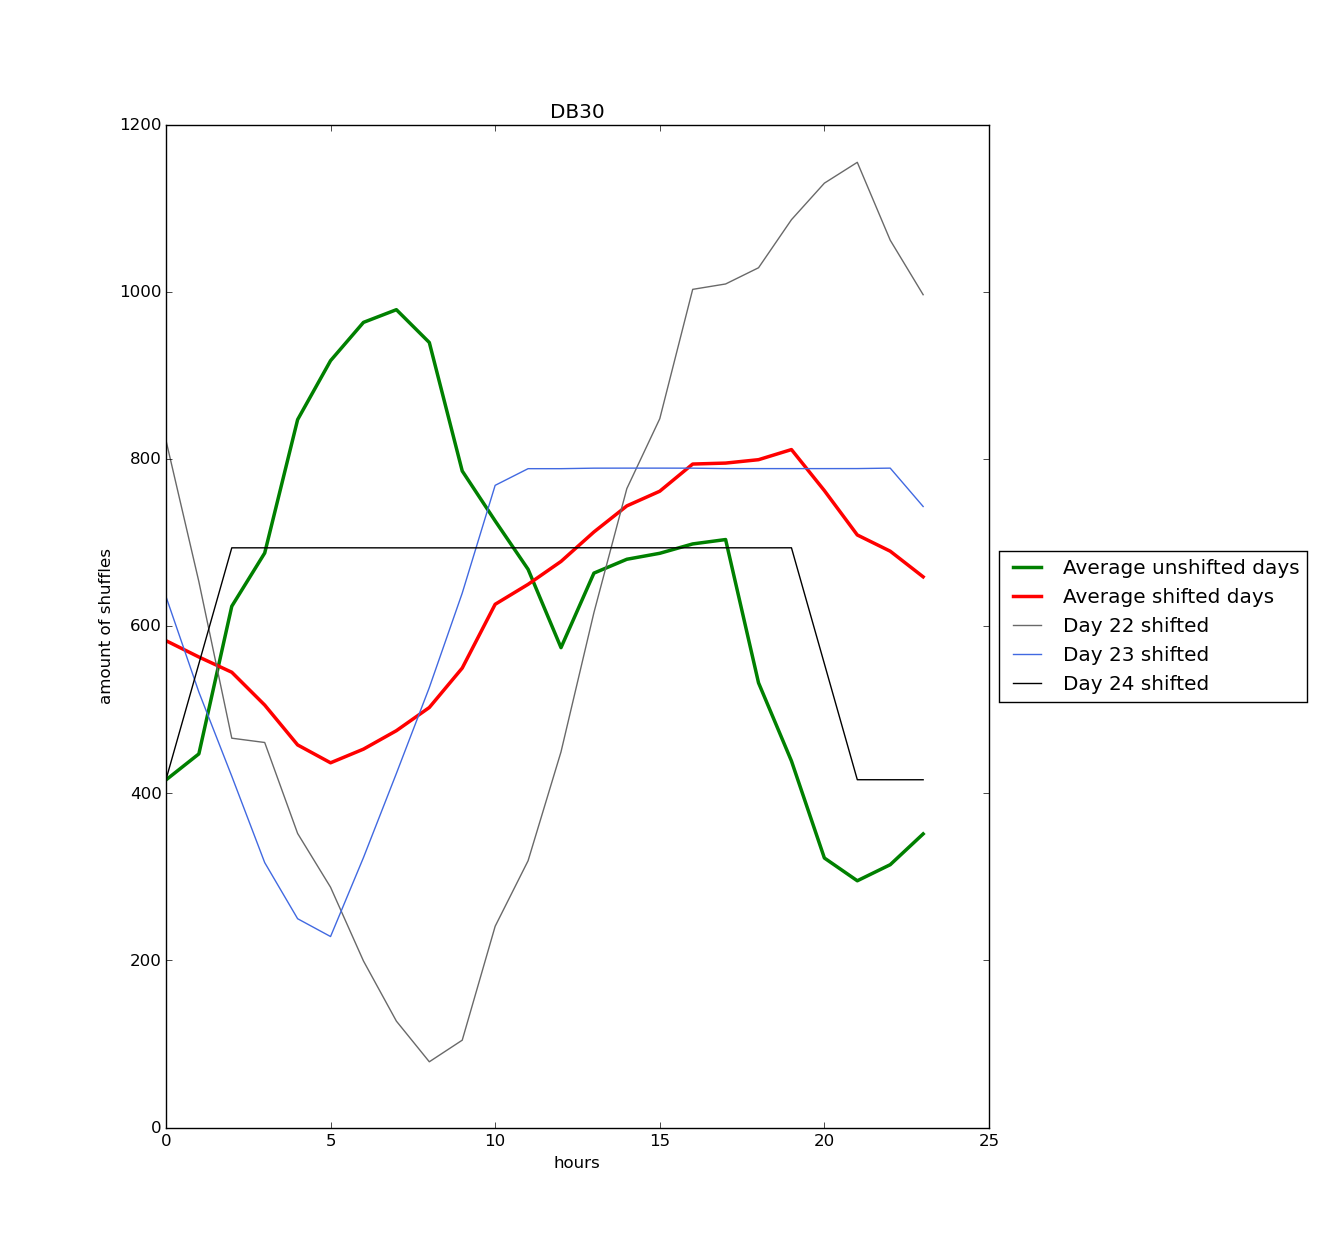 DB30
1200
1000
800
600
400
200
0
amount of shuffles
0 5 10 15 20 25
hours
Average unshifted days
Average shifted days
Day 22 shifted
Day 23 shifted
Day 24 shifted